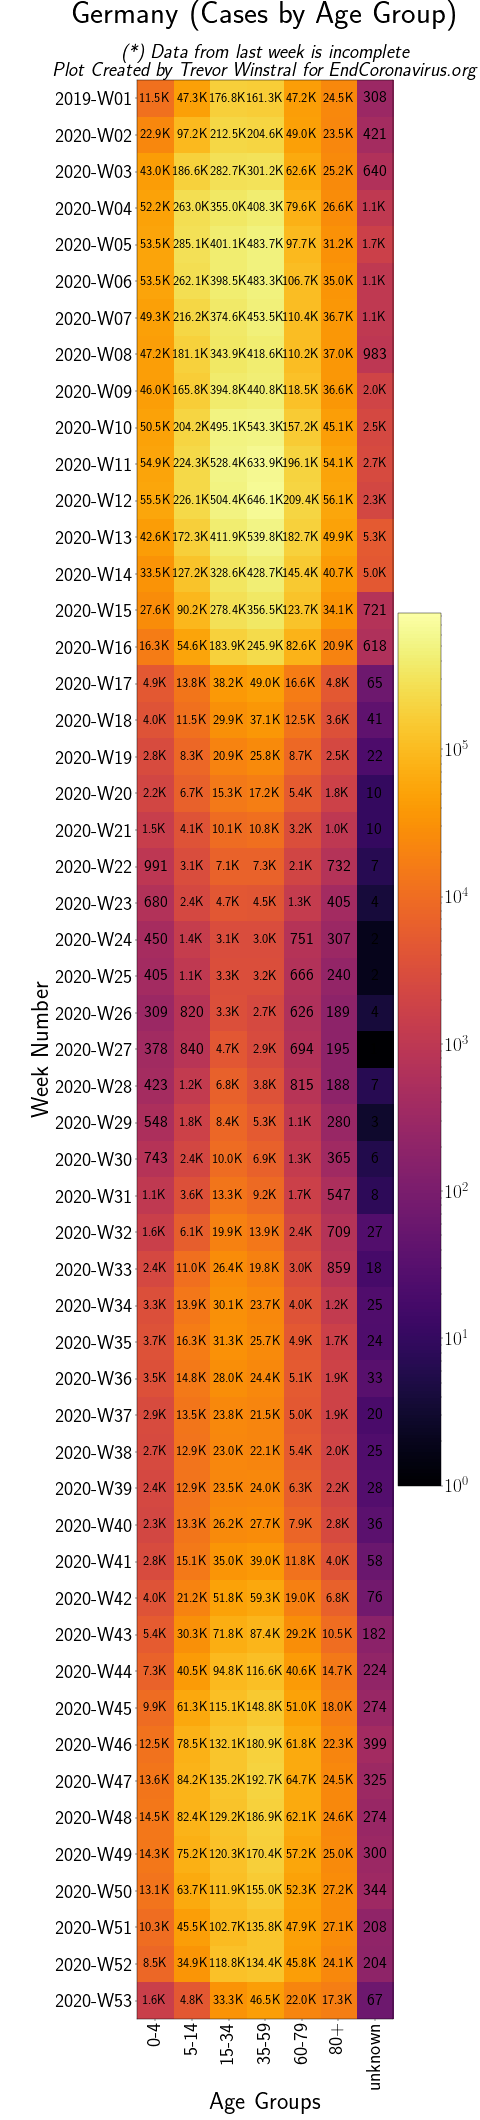 Germany (Cases by Age Group)
(*) Data from last week is incomplete
Plot Created by Trevor Winstral for EndCoronavirus.org
2019-W01 11.5K 47.3K 176.8K 161.3K 47.2K 24.5K 308
2020-W02 22.9K 97.2K 212.5K 204.6K 49.0K 23.5K 421
2020-W03 43.0K 186.6K 282.7K 301.2K 62.6K 25.2K 640
2020-W04 52.2K 263.0K 355.0K 408.3K 79.6K 26.6K 1.1K
2020-W05 53.5K 285.1K 401.1K 483.7K 97.7K 31.2K 1.7K
2020-W06 53.5K 262.1K 398.5K 483.3K 106.7K 35.0K 1.1K
2020-W07 49.3K 216.2K 374.6K 453.5K 110.4K 36.7K 1.1K
2020-W08 47.2K 181.1K 343.9K 418.6K 110.2K 37.0K 983
2020-W09 46.0K 165.8K 394.8K 440.8K 118.5K 36.6K 2.0K
2020-W10 50.5K 204.2K 495.1K 543.3K 157.2K 45.1K 2.5K
2020-W11 54.9K 224.3K 528.4K 633.9K 196.1K 54.1K 2.7K
2020-W12 55.5K 226.1K 504.4K 646.1K 209.4K 56.1K 2.3K
2020-W13 42.6K 172.3K 411.9K 539.8K 182.7K 49.9K 5.3K
2020-W14 33.5K 127.2K 328.6K 428.7K 145.4K 40.7K 5.0K
2020-W15 27.6K 90.2K 278.4K 356.5K 123.7K 34.1K 721
2020-W16 16.3K 54.6K 183.9K 245.9K 82.6K 20.9K 618
2020-W17 4.9K 13.8K 38.2K 49.0K 16.6K 4.8K 65
2020-W18 4.0K 11.5K 29.9K 37.1K 12.5K 3.6K 41
2020-W19 2.8K 8.3K 20.9K 25.8K 8.7K 2.5K 22
2020-W20 2.2K 6.7K 15.3K 17.2K 5.4K 1.8K 10
2020-W21 1.5K 4.1K 10.1K 10.8K 3.2K 1.0K 10
2020-W22 991 3.1K 7.1K 7.3K 2.1K 732 7
2020-W23 680 2.4K 4.7K 4.5K 1.3K 405 4
2020-W24 450 1.4K 3.1K 3.0K 751 307
2020-W25 405 1.1K 3.3K 3.2K 666 240
2020-W26 309 820 3.3K 2.7K 626 189 4
2020-W27 378 840 4.7K 2.9K 694 195
2020-W28 423 1.2K 6.8K 3.8K 815 188 7
2020-W29 548 1.8K 8.4K 5.3K 1.1K 280 3
2020-W30 743 2.4K 10.0K 6.9K 1.3K 365 6
2020-W31 1.1K 3.6K 13.3K 9.2K 1.7K 547 8
2020-W32 1.6K 6.1K 19.9K 13.9K 2.4K 709 27
2020-W33 2.4K 11.0K 26.4K 19.8K 3.0K 859 18
2020-W34 3.3K 13.9K 30.1K 23.7K 4.0K 1.2K 25
2020-W35 3.7K 16.3K 31.3K 25.7K 4.9K 1.7K 24
2020-W36 3.5K 14.8K 28.0K 24.4K 5.1K 1.9K 33
2020-W37 2.9K 13.5K 23.8K 21.5K 5.0K 1.9K 20
2020-W38 2.7K 12.9K 23.0K 22.1K 5.4K 2.0K 25
2020-W39 2.4K 12.9K 23.5K 24.0K 6.3K 2.2K 28
2020-W40 2.3K 13.3K 26.2K 27.7K 7.9K 2.8K 36
2020-W41 2.8K 15.1K 35.0K 39.0K 11.8K 4.0K 58
2020-W42 4.0K 21.2K 51.8K 59.3K 19.0K 6.8K 76
2020-W43 5.4K 30.3K 71.8K 87.4K 29.2K 10.5K 182
2020-W44 7.3K 40.5K 94.8K 116.6K 40.6K 14.7K 224
2020-W45 9.9K 61.3K 115.1K 148.8K 51.0K 18.0K 274
2020-W46 12.5K 78.5K 132.1K 180.9K 61.8K 22.3K 399
2020-W47 13.6K 84.2K 135.2K 192.7K 64.7K 24.5K 325
2020-W48 14.5K 82.4K 129.2K 186.9K 62.1K 24.6K 274
2020-W49 14.3K 75.2K 120.3K 170.4K 57.2K 25.0K 300
2020-W50 13.1K 63.7K 111.9K 155.0K 52.3K 27.2K 344
2020-W51 10.3K 45.5K 102.7K 135.8K 47.9K 27.1K 208
2020-W52 8.5K 34.9K 118.8K 134.4K 45.8K 24.1K 204
2020-W53 1.6K 4.8K 33.3K 46.5K 22.0K 17.3K 67
0-4 5-14 15-34 35-59 60-79 80+ unknown
Age Groups
Week Number
10⁵
10⁴
10³
10²
10¹
10⁰